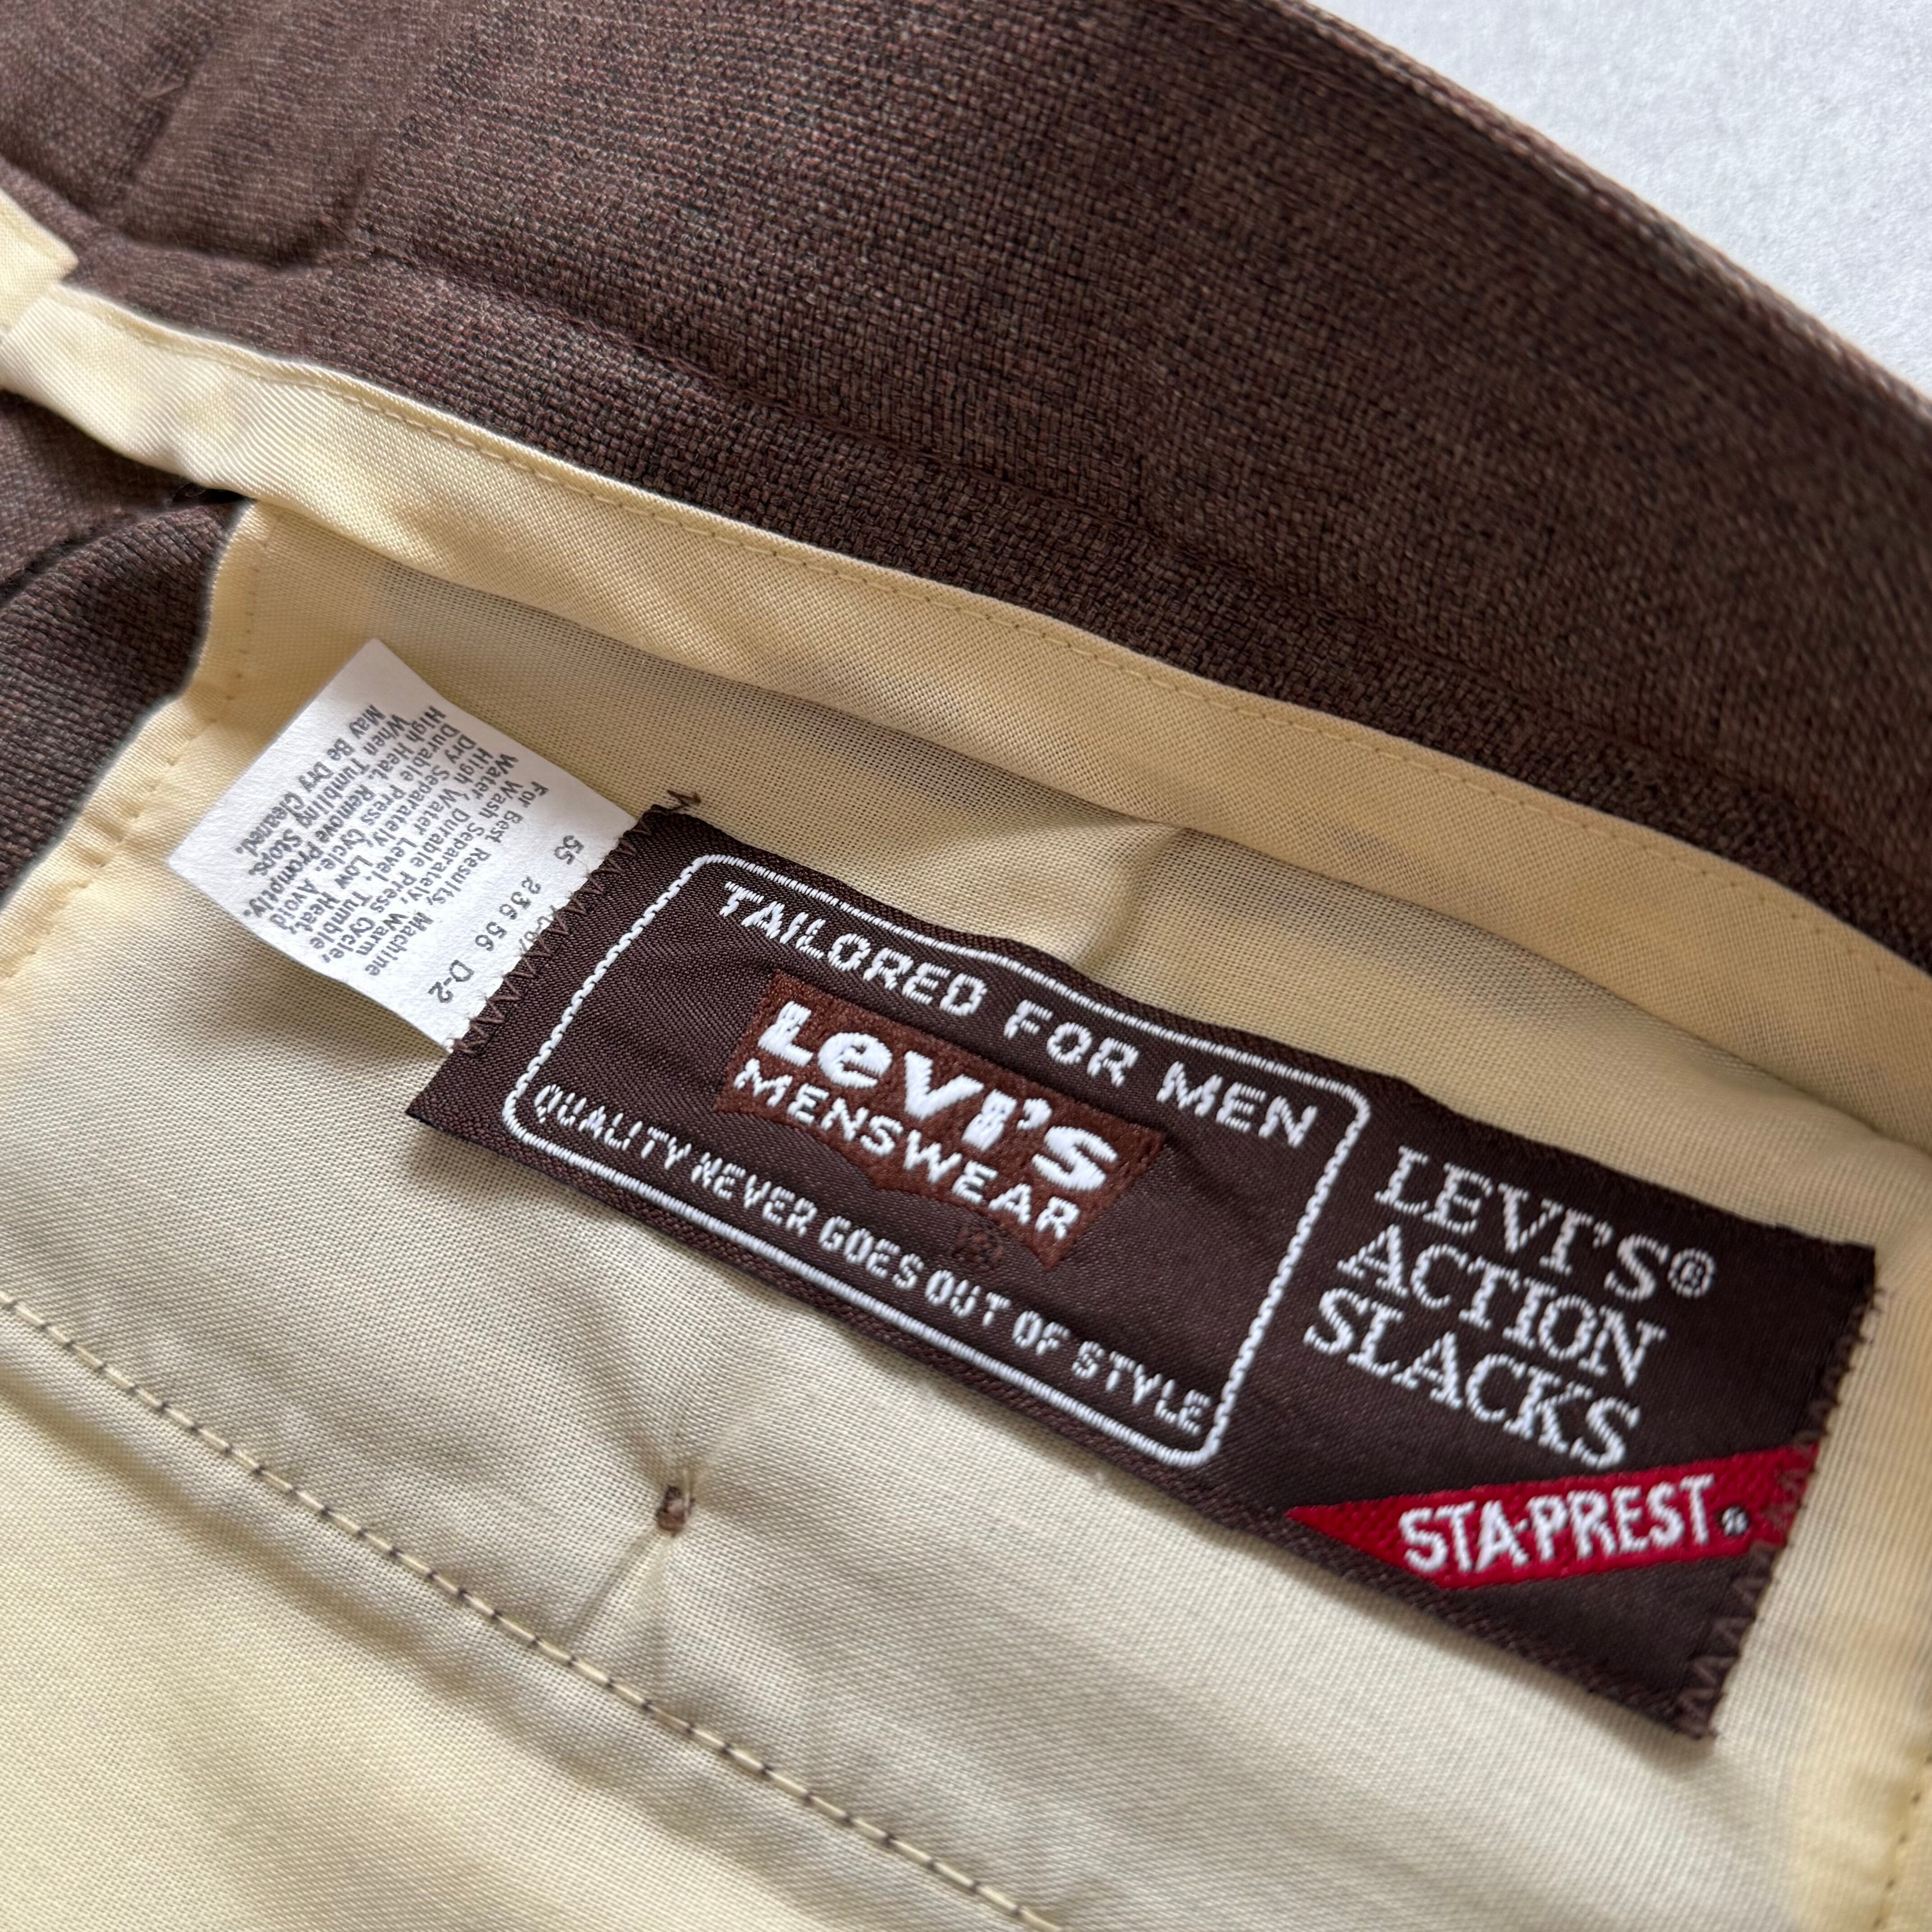 55 23656 D-2
For Best Results, Machine
Wash Separately, Warm
Water, Durable Press Cycle,
High Water Level. Tumble
Dry Separately, Low Heat,
Durable Press Cycle. Avoid
High Heat. Remove Promptly
When Tumbling Stops.
May Be Dry Cleaned.
TAILORED FOR MEN
Levi's
MENSWEAR
®
QUALITY NEVER GOES OUT OF STYLE
LEVI'S®
ACTION
SLACKS
STA-PREST®